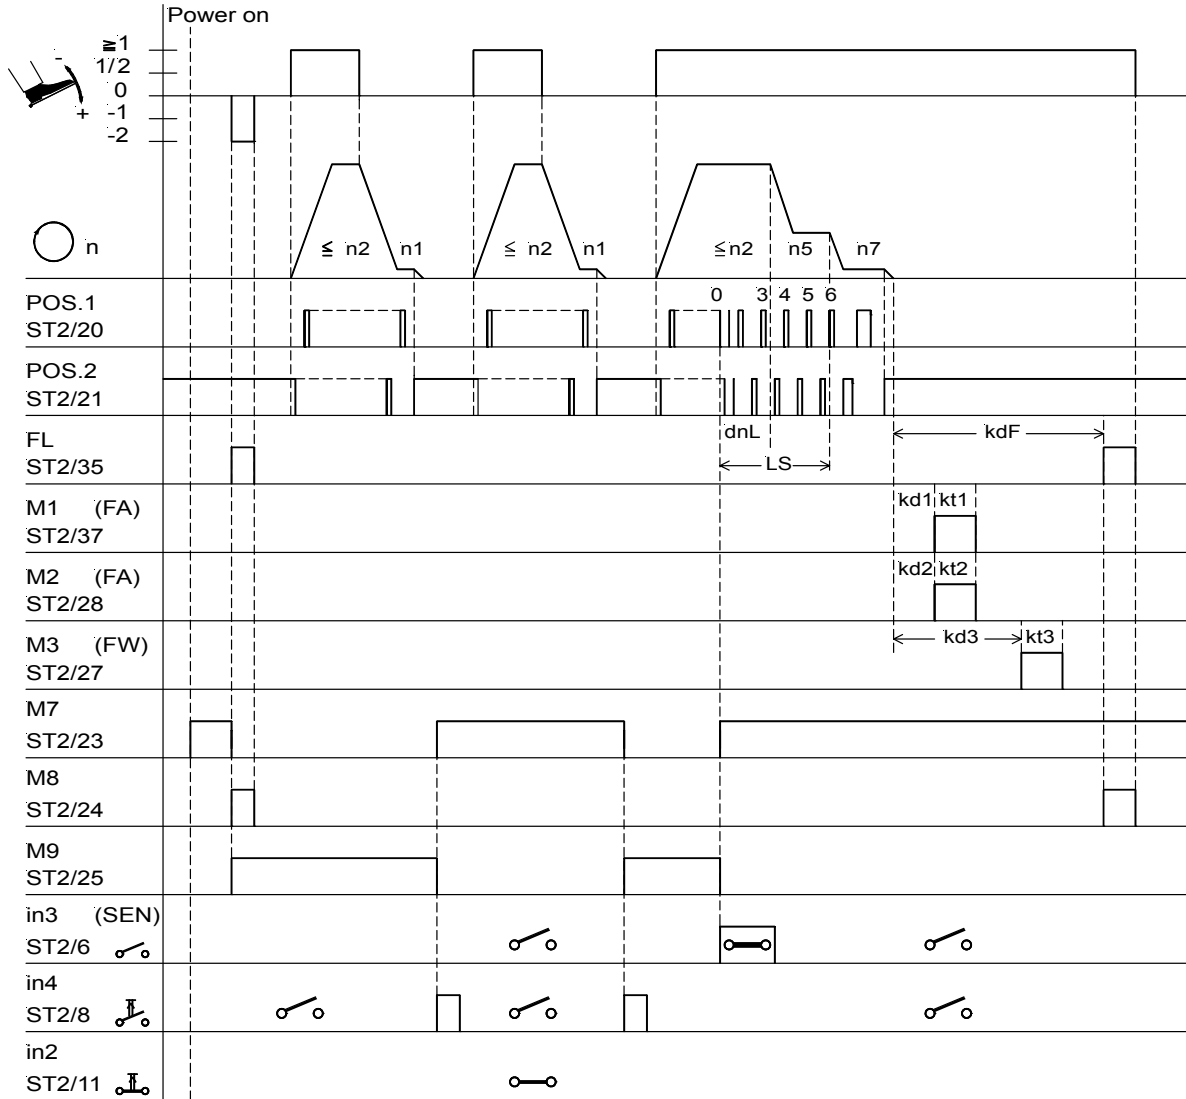 Power on
≧1
1/2
0
-1
-2
-
+
n
≦ n2 n1
≦ n2 n1
≦n2 n5 n7
POS.1
ST2/20
0 3 4 5 6
POS.2
ST2/21
FL
ST2/35
dnL
LS
kdF
M1 (FA)
ST2/37
kd1 kt1
M2 (FA)
ST2/28
kd2 kt2
M3 (FW)
ST2/27
kd3 kt3
M7
ST2/23
M8
ST2/24
M9
ST2/25
in3 (SEN)
ST2/6
in4
ST2/8
in2
ST2/11